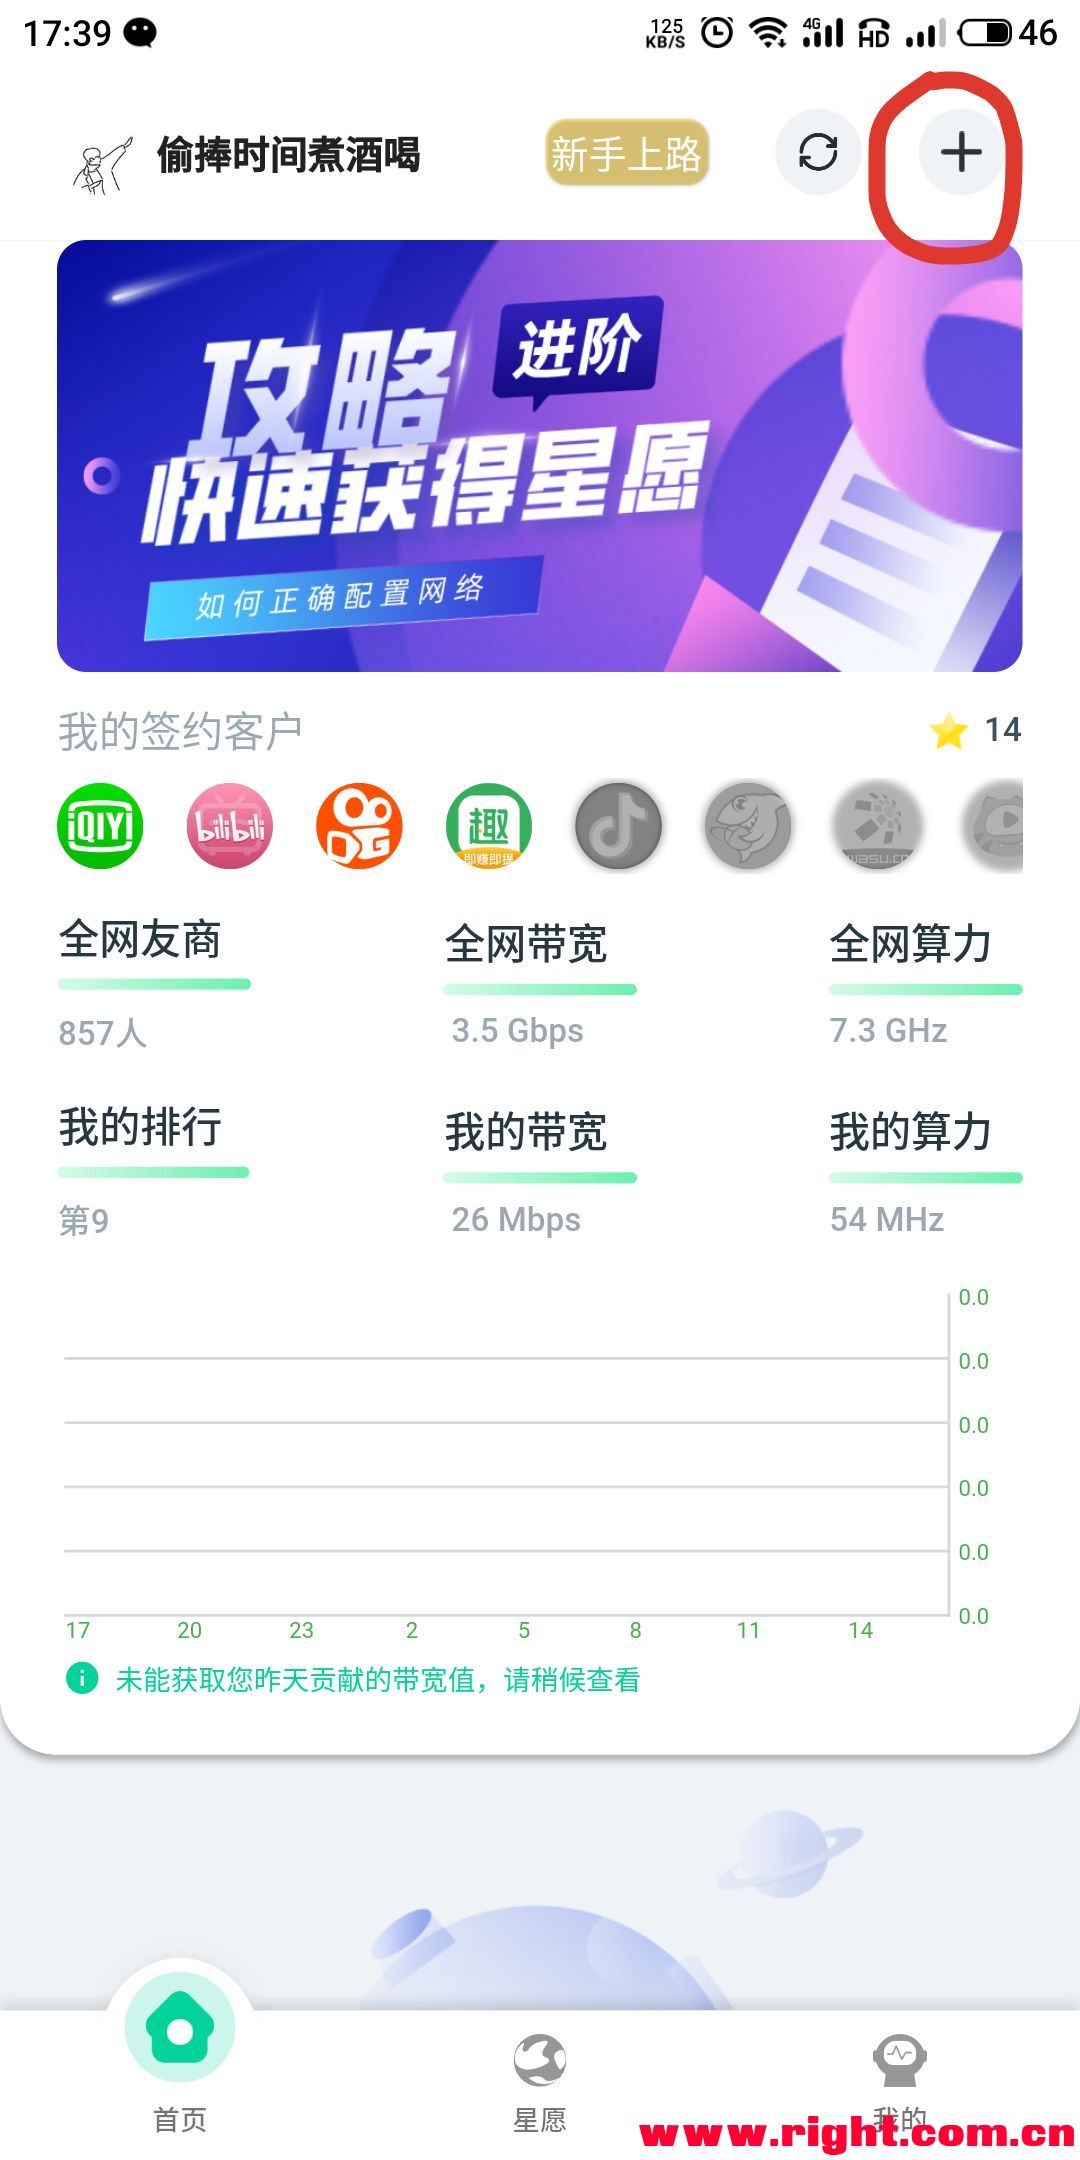 17:39
125
KB/S
4G
HD
46
偷捧时间煮酒喝
新手上路
攻略
进阶
快速获得星愿
如何正确配置网络
我的签约客户
14
iQIYI
bilibili
趣
即赚即提
wasu.co
全网友商
全网带宽
全网算力
857人
3.5 Gbps
7.3 GHz
我的排行
我的带宽
我的算力
第9
26 Mbps
54 MHz
0.0
0.0
0.0
0.0
0.0
0.0
17 20 23 2 5 8 11 14
未能获取您昨天贡献的带宽值，请稍候查看
首页
星愿
我的
www.right.com.cn